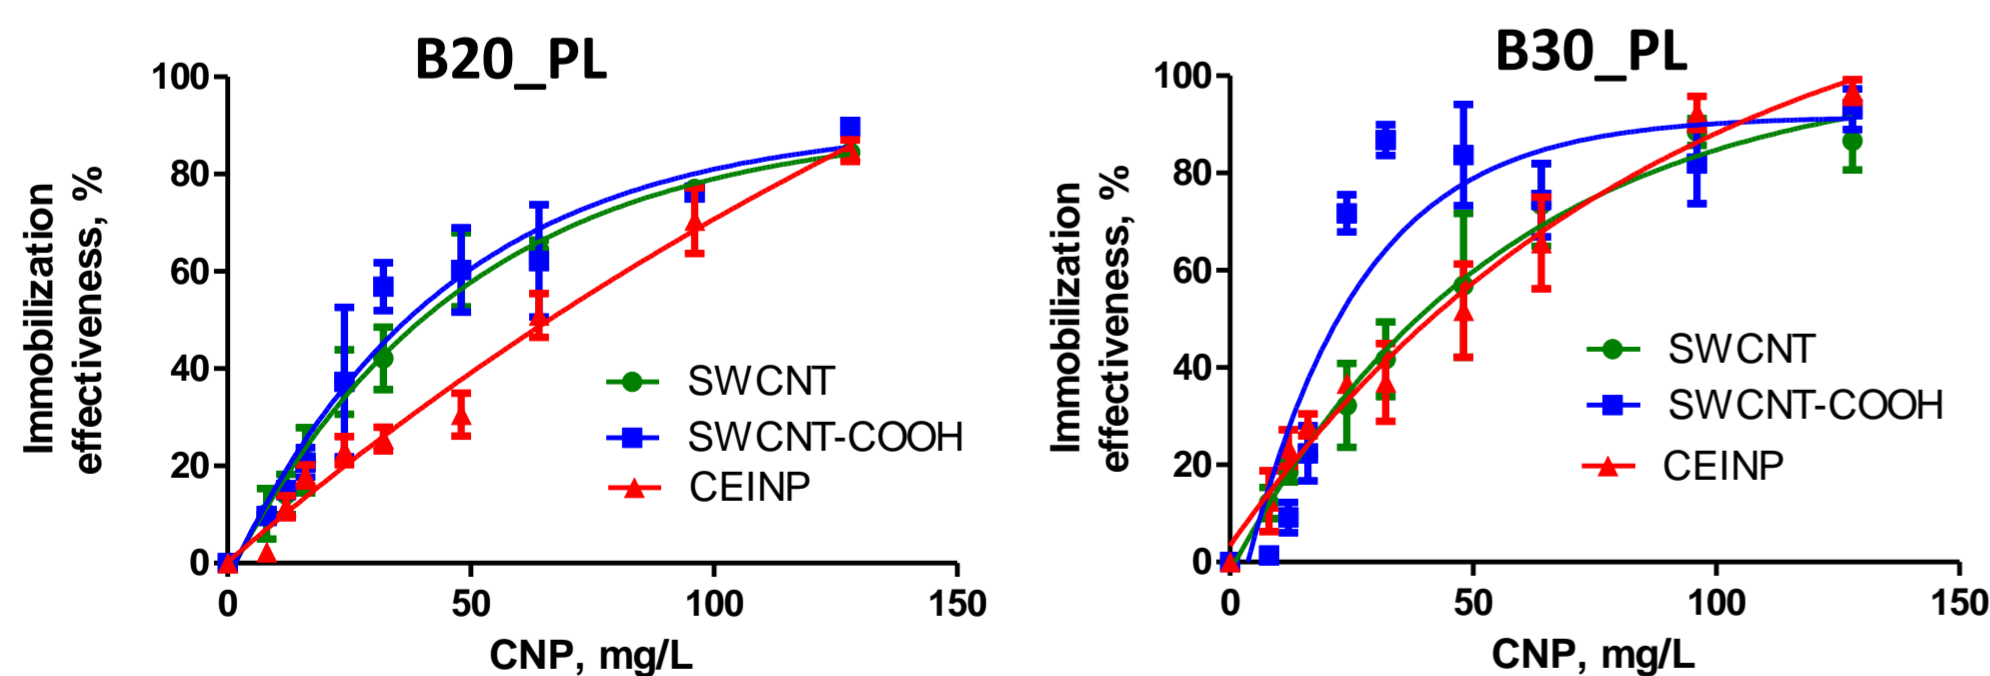 B20_PL
100
80
60
40
20
0
0 50 100 150
Immobilization
effectiveness, %
CNP, mg/L
SWCNT
SWCNT-COOH
CEINP
B30_PL
100
80
60
40
20
0
0 50 100 150
Immobilization
effectiveness, %
CNP, mg/L
SWCNT
SWCNT-COOH
CEINP